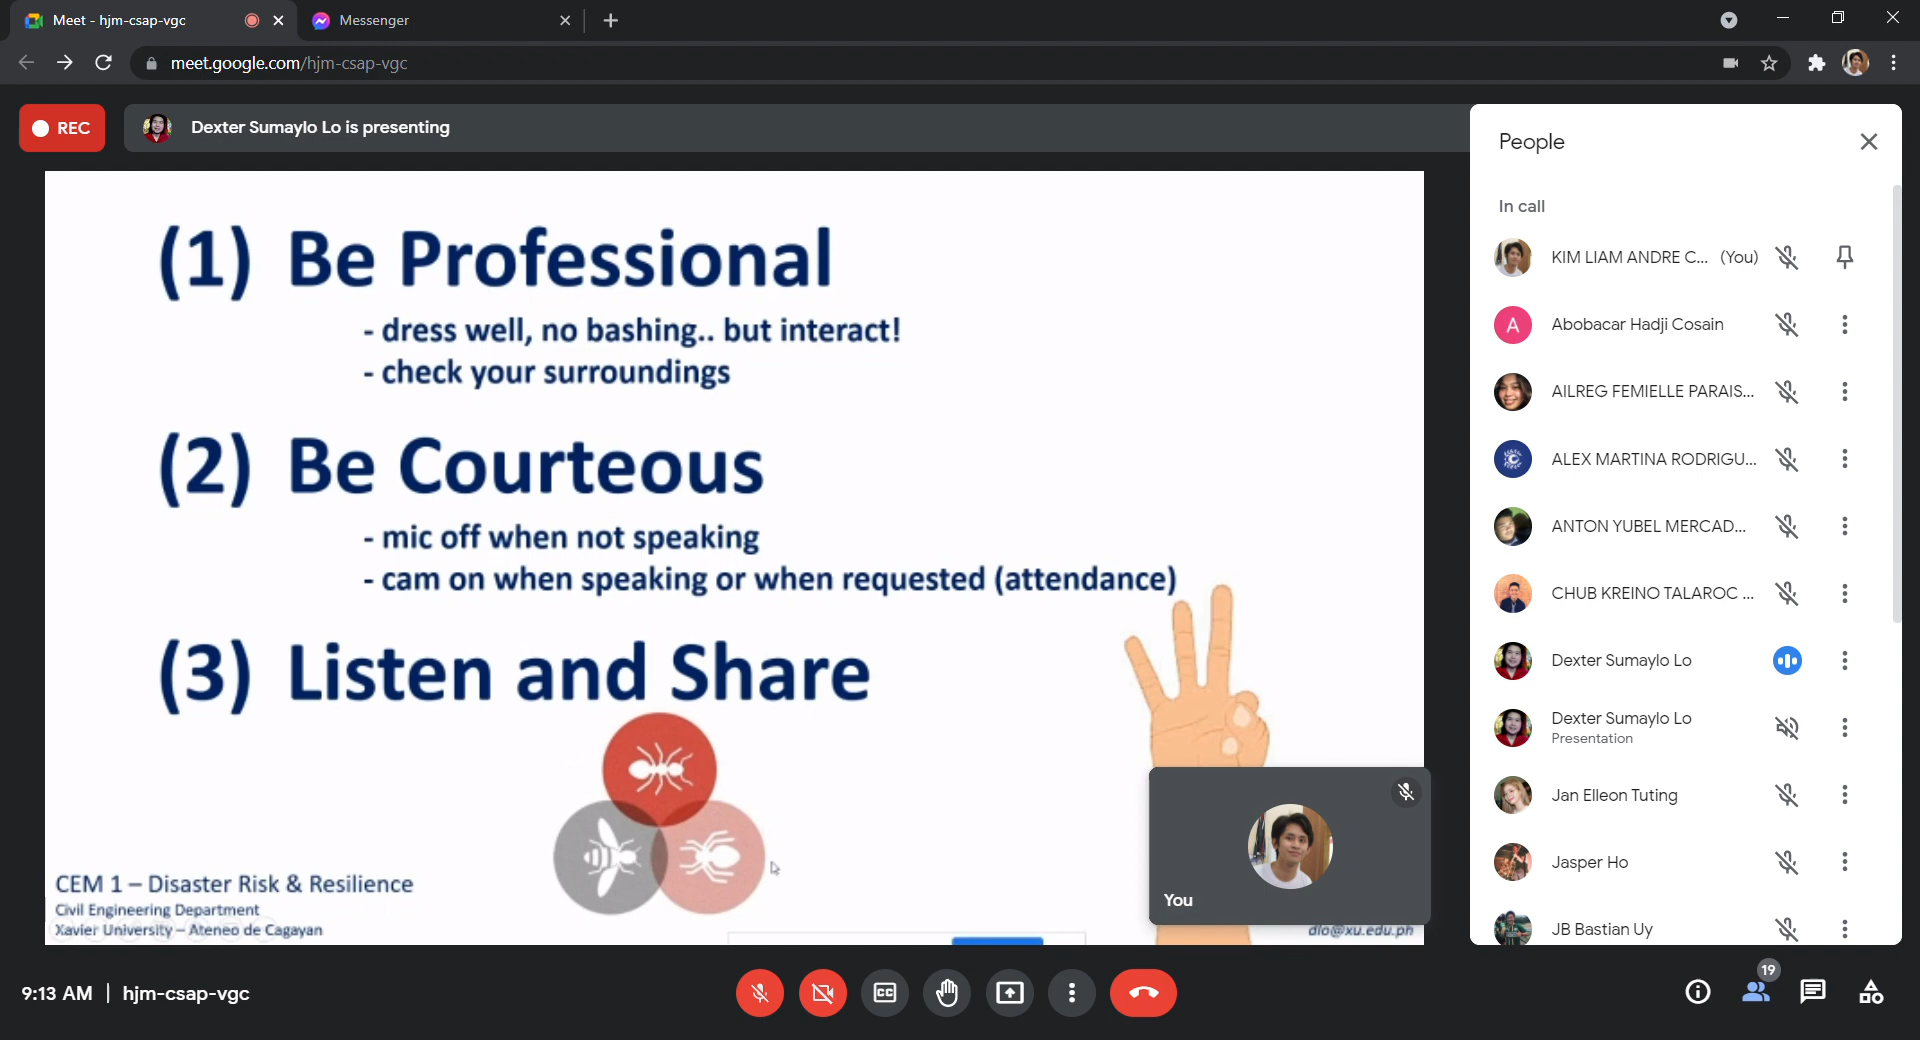 Meet - hjm-csap-vgc
Messenger
meet.google.com/hjm-csap-vgc
REC
Dexter Sumaylo Lo is presenting
(1) Be Professional
- dress well, no bashing.. but interact!
- check your surroundings
(2) Be Courteous
- mic off when not speaking
- cam on when speaking or when requested (attendance)
(3) Listen and Share
CEM 1 – Disaster Risk & Resilience
Civil Engineering Department
Xavier University – Ateneo de Cagayan
dlo@xu.edu.ph
You
People
In call
KIM LIAM ANDRE C... (You)
A
Abobacar Hadji Cosain
AILREG FEMIELLE PARAIS...
ALEX MARTINA RODRIGU...
ANTON YUBEL MERCAD...
CHUB KREINO TALAROC ...
Dexter Sumaylo Lo
Dexter Sumaylo Lo
Presentation
Jan Elleon Tuting
Jasper Ho
JB Bastian Uy
9:13 AM | hjm-csap-vgc
CC
19